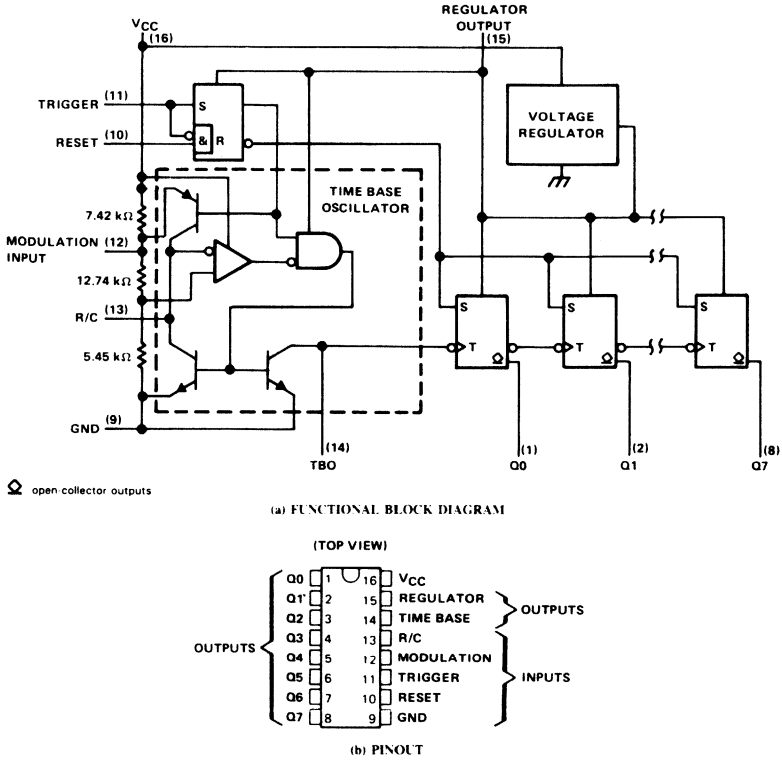 VCC
(16)
REGULATOR
OUTPUT
(15)
TRIGGER (11)
S
& R
RESET (10)
VOLTAGE
REGULATOR
TIME BASE
OSCILLATOR
7.42 kΩ
MODULATION (12)
INPUT
12.74 kΩ
R/C (13)
5.45 kΩ
S
T
S
T
S
T
GND (9)
(14)
TBO
(1)
Q0
(2)
Q1
(8)
Q7
open-collector outputs
(a) FUNCTIONAL BLOCK DIAGRAM
(TOP VIEW)
Q0 1 16 VCC
Q1 2 15 REGULATOR
Q2 3 14 TIME BASE
OUTPUTS
Q3 4 13 R/C
OUTPUTS
Q4 5 12 MODULATION
Q5 6 11 TRIGGER
INPUTS
Q6 7 10 RESET
Q7 8 9 GND
(b) PINOUT